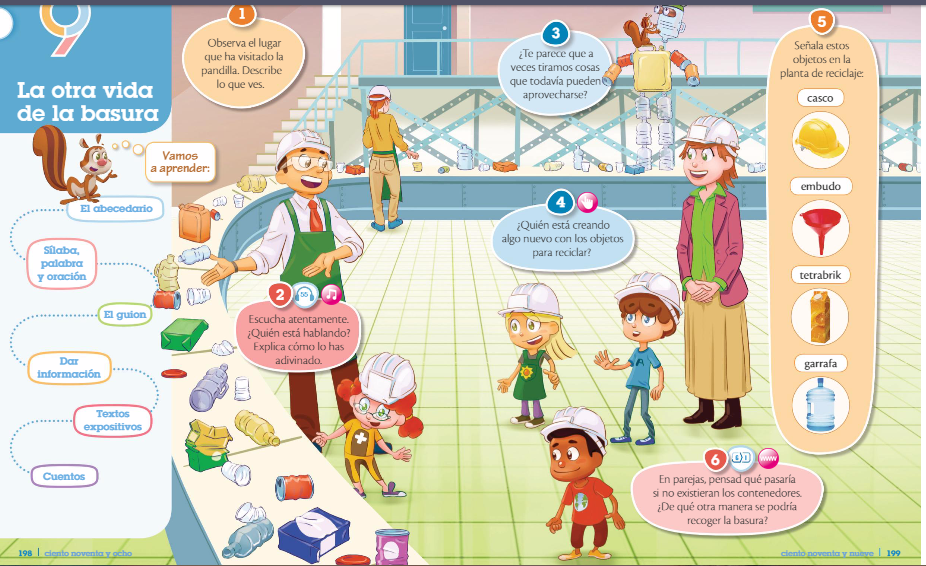 9
La otra vida
de la basura
Vamos
a aprender:
El abecedario
Sílaba,
palabra
y oración
El guion
Dar
información
Textos
expositivos
Cuentos
1
Observa el lugar
que ha visitado la
pandilla. Describe
lo que ves.
2
55
Escucha atentamente.
¿Quién está hablando?
Explica cómo lo has
adivinado.
3
¿Te parece que a
veces tiramos cosas
que todavía pueden
aprovecharse?
4
¿Quién está creando
algo nuevo con los objetos
para reciclar?
5
Señala estos
objetos en la
planta de reciclaje:
casco
embudo
tetrabrik
garrafa
6
www
En parejas, pensad qué pasaría
si no existieran los contenedores.
¿De qué otra manera se podría
recoger la basura?
198 | ciento noventa y ocho
ciento noventa y nueve | 199